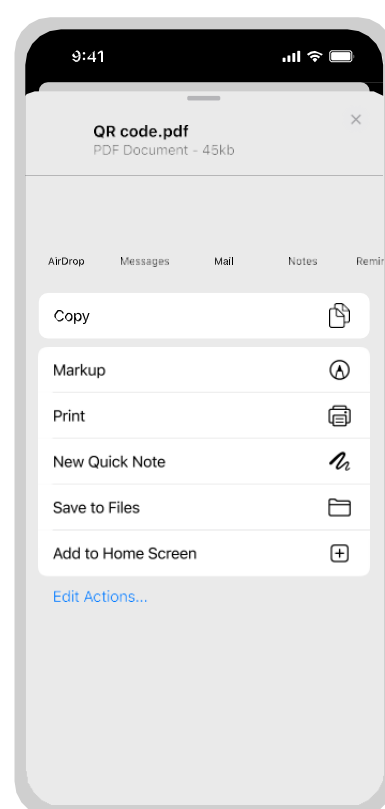 9:41
QR code.pdf
PDF Document - 45kb
AirDrop Messages Mail Notes Remin
Copy
Markup
Print
New Quick Note
Save to Files
Add to Home Screen
Edit Actions...